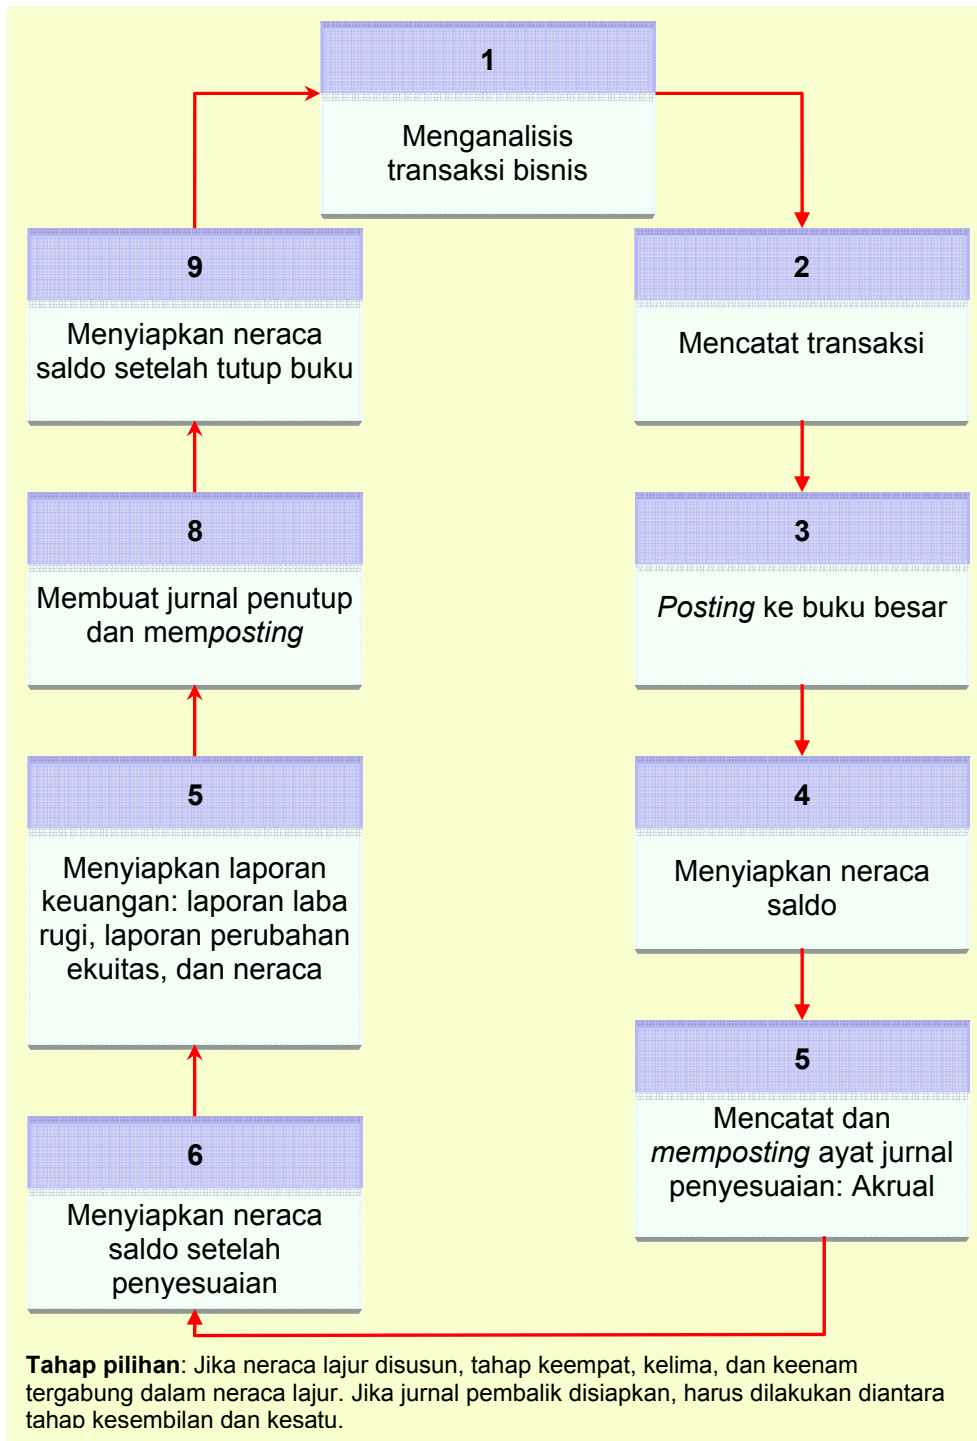 1
Menganalisis
transaksi bisnis
2
Mencatat transaksi
3
Posting ke buku besar
4
Menyiapkan neraca
saldo
5
Mencatat dan
memposting ayat jurnal
penyesuaian: Akrual
6
Menyiapkan neraca
saldo setelah
penyesuaian
5
Menyiapkan laporan
keuangan: laporan laba
rugi, laporan perubahan
ekuitas, dan neraca
8
Membuat jurnal penutup
dan memposting
9
Menyiapkan neraca
saldo setelah tutup buku
Tahap pilihan: Jika neraca lajur disusun, tahap keempat, kelima, dan keenam
tergabung dalam neraca lajur. Jika jurnal pembalik disiapkan, harus dilakukan diantara
tahap kesembilan dan kesatu.